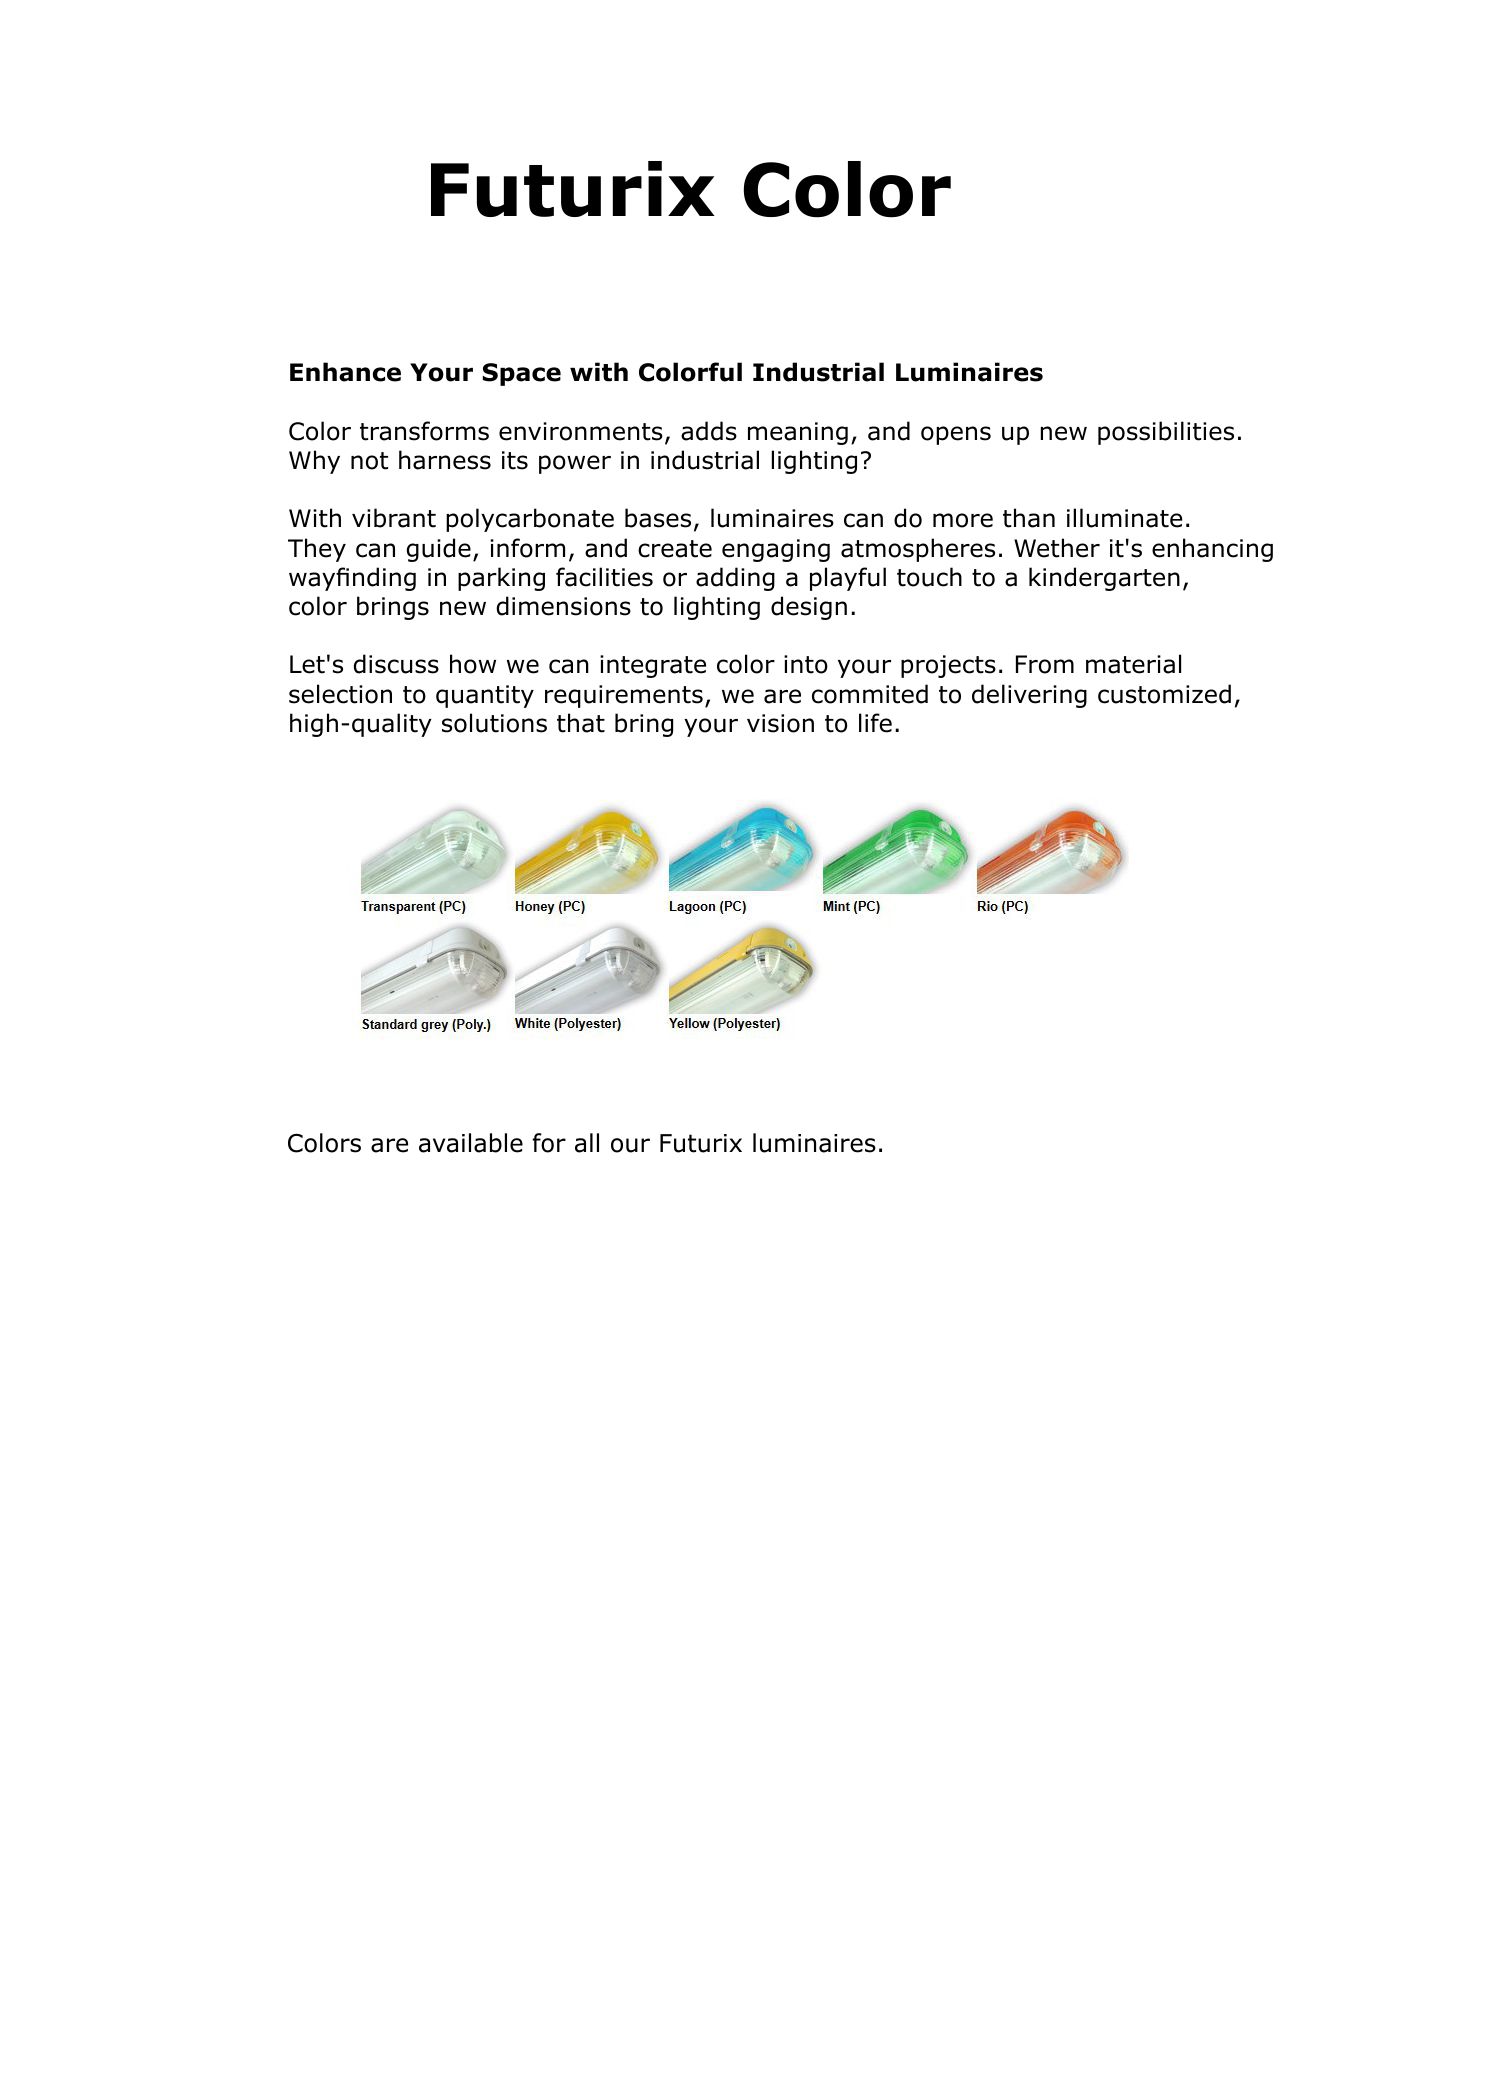 Futurix Color
Enhance Your Space with Colorful Industrial Luminaires
Color transforms environments, adds meaning, and opens up new possibilities.
Why not harness its power in industrial lighting?
With vibrant polycarbonate bases, luminaires can do more than illuminate.
They can guide, inform, and create engaging atmospheres. Wether it's enhancing
wayfinding in parking facilities or adding a playful touch to a kindergarten,
color brings new dimensions to lighting design.
Let's discuss how we can integrate color into your projects. From material
selection to quantity requirements, we are commited to delivering customized,
high-quality solutions that bring your vision to life.
Transparent (PC) Honey (PC) Lagoon (PC) Mint (PC) Rio (PC)
Standard grey (Poly.) White (Polyester) Yellow (Polyester)
Colors are available for all our Futurix luminaires.